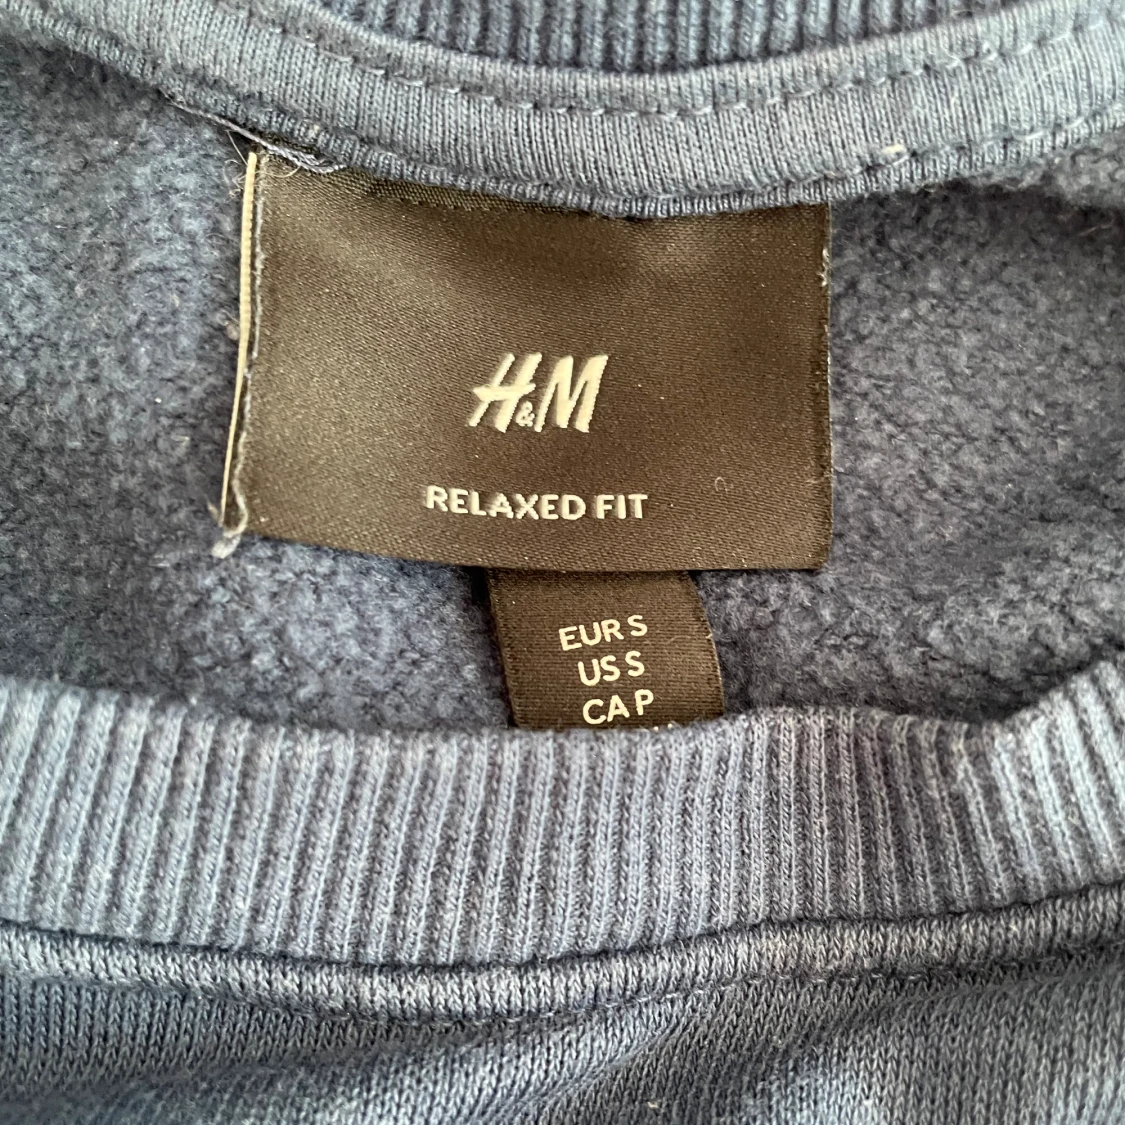 H&M
RELAXED FIT
EUR S
US S
CA P